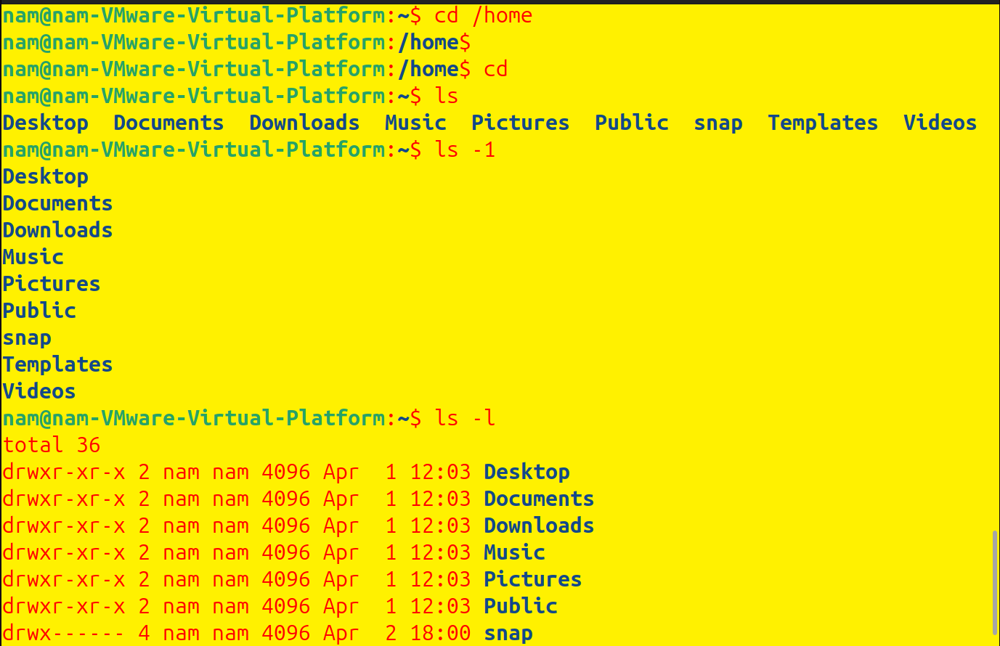 nam@nam-VMware-Virtual-Platform:~$ cd /home
nam@nam-VMware-Virtual-Platform:/home$
nam@nam-VMware-Virtual-Platform:/home$ cd
nam@nam-VMware-Virtual-Platform:~$ ls
Desktop  Documents  Downloads  Music  Pictures  Public  snap  Templates  Videos
nam@nam-VMware-Virtual-Platform:~$ ls -1
Desktop
Documents
Downloads
Music
Pictures
Public
snap
Templates
Videos
nam@nam-VMware-Virtual-Platform:~$ ls -l
total 36
drwxr-xr-x 2 nam nam 4096 Apr  1 12:03 Desktop
drwxr-xr-x 2 nam nam 4096 Apr  1 12:03 Documents
drwxr-xr-x 2 nam nam 4096 Apr  1 12:03 Downloads
drwxr-xr-x 2 nam nam 4096 Apr  1 12:03 Music
drwxr-xr-x 2 nam nam 4096 Apr  1 12:03 Pictures
drwxr-xr-x 2 nam nam 4096 Apr  1 12:03 Public
drwx------ 4 nam nam 4096 Apr  2 18:00 snap